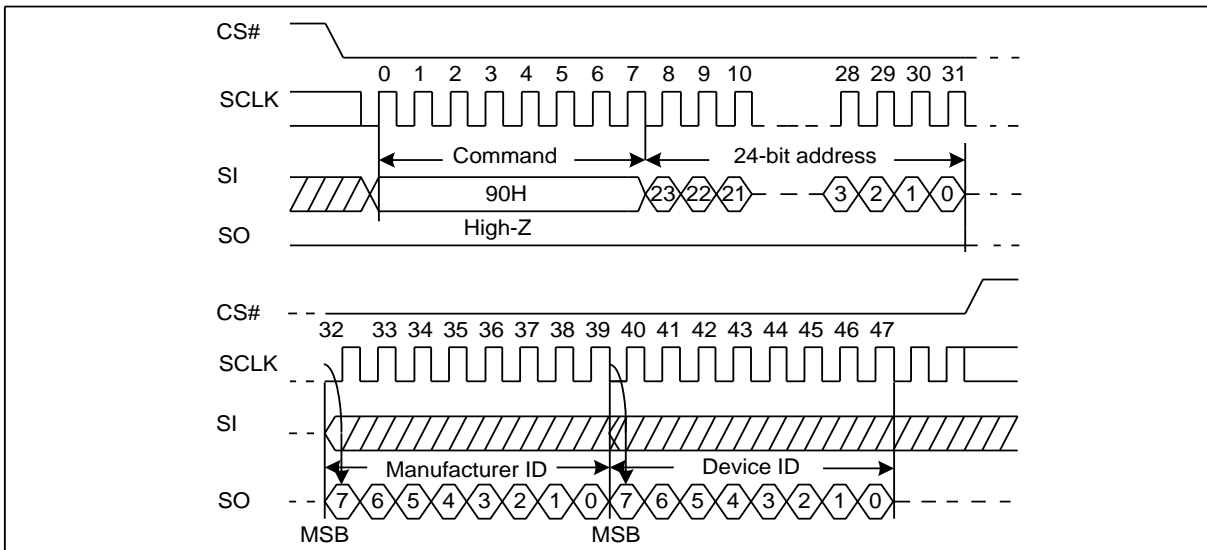 CS#
0 1 2 3 4 5 6 7 8 9 10 28 29 30 31
SCLK
Command 24-bit address
SI
90H 23 22 21 3 2 1 0
High-Z
SO
CS#
32 33 34 35 36 37 38 39 40 41 42 43 44 45 46 47
SCLK
SI
Manufacturer ID Device ID
SO 7 6 5 4 3 2 1 0 7 6 5 4 3 2 1 0
MSB MSB